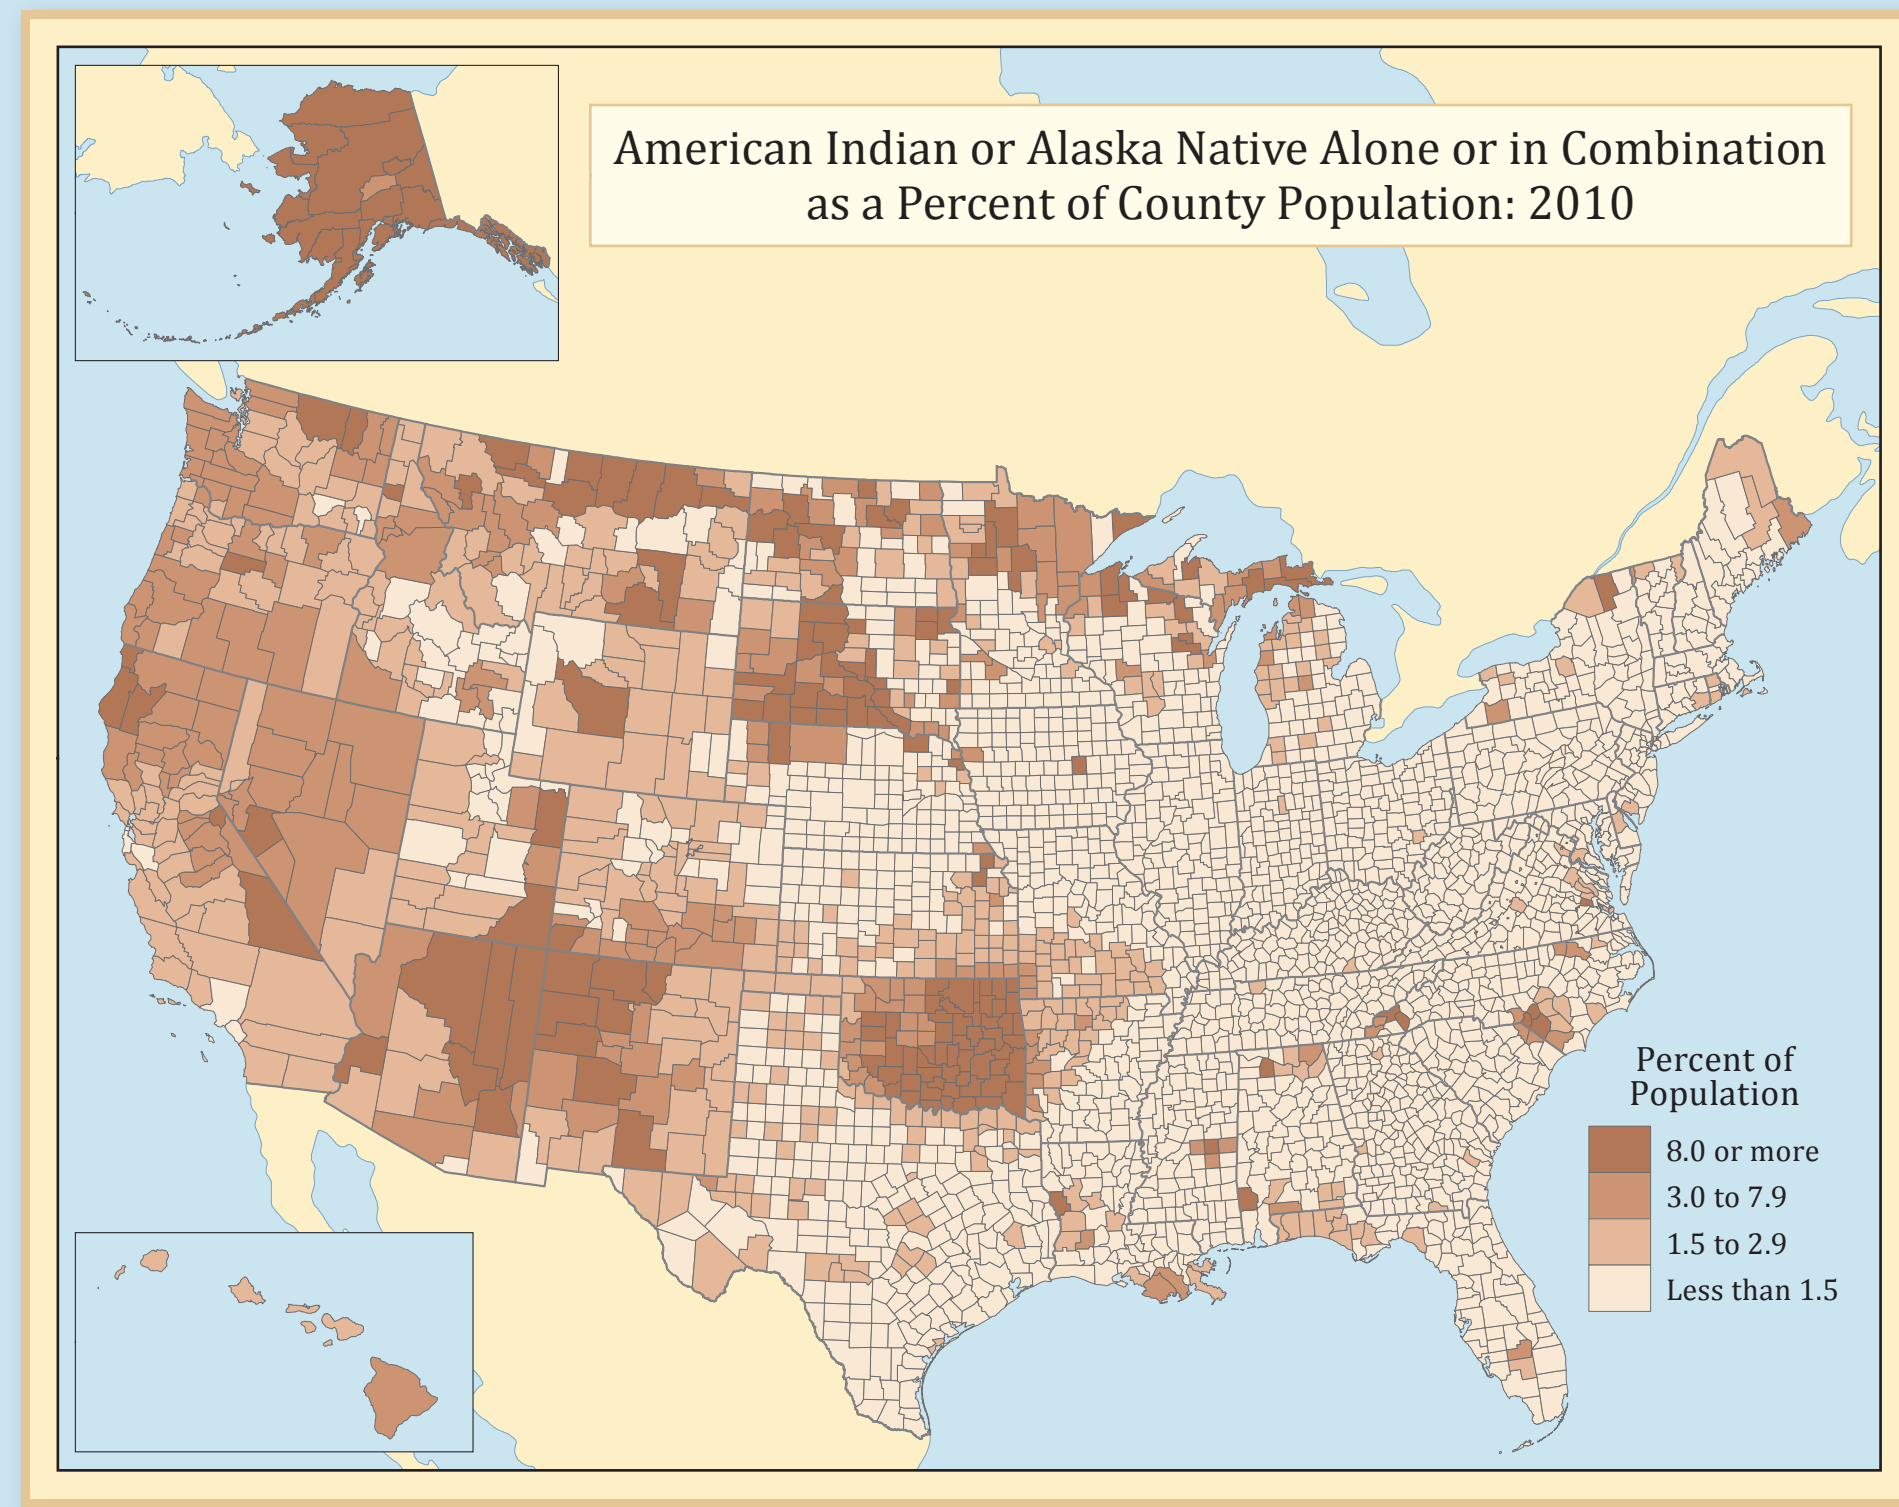 American Indian or Alaska Native Alone or in Combination
as a Percent of County Population: 2010
Percent of
Population
8.0 or more
3.0 to 7.9
1.5 to 2.9
Less than 1.5